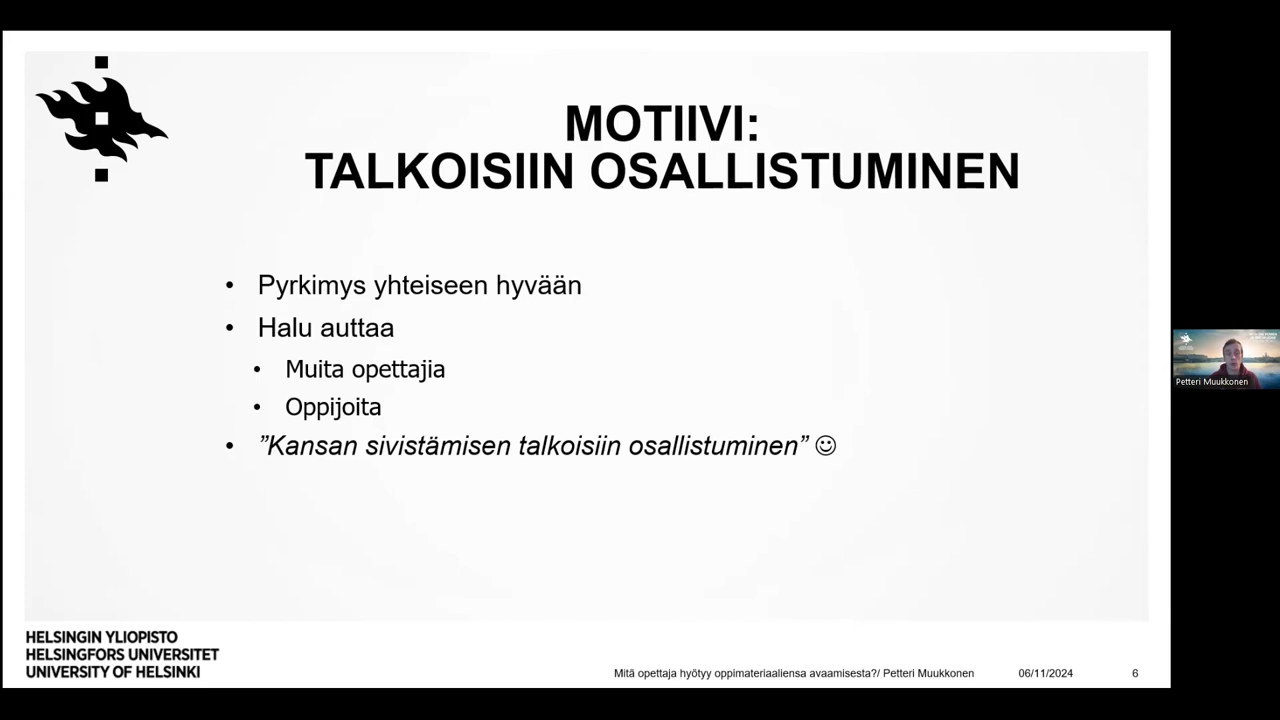 MOTIIVI:
TALKOISIIN OSALLISTUMINEN
• Pyrkimys yhteiseen hyvään
• Halu auttaa
• Muita opettajia
• Oppijoita
• ”Kansan sivistämisen talkoisiin osallistuminen” ☺
HELSINGIN YLIOPISTO
HELSINGFORS UNIVERSITET
UNIVERSITY OF HELSINKI
Mitä opettaja hyötyy oppimateriaaliensa avaamisesta?/ Petteri Muukkonen
06/11/2024
6
Petteri Muukkonen